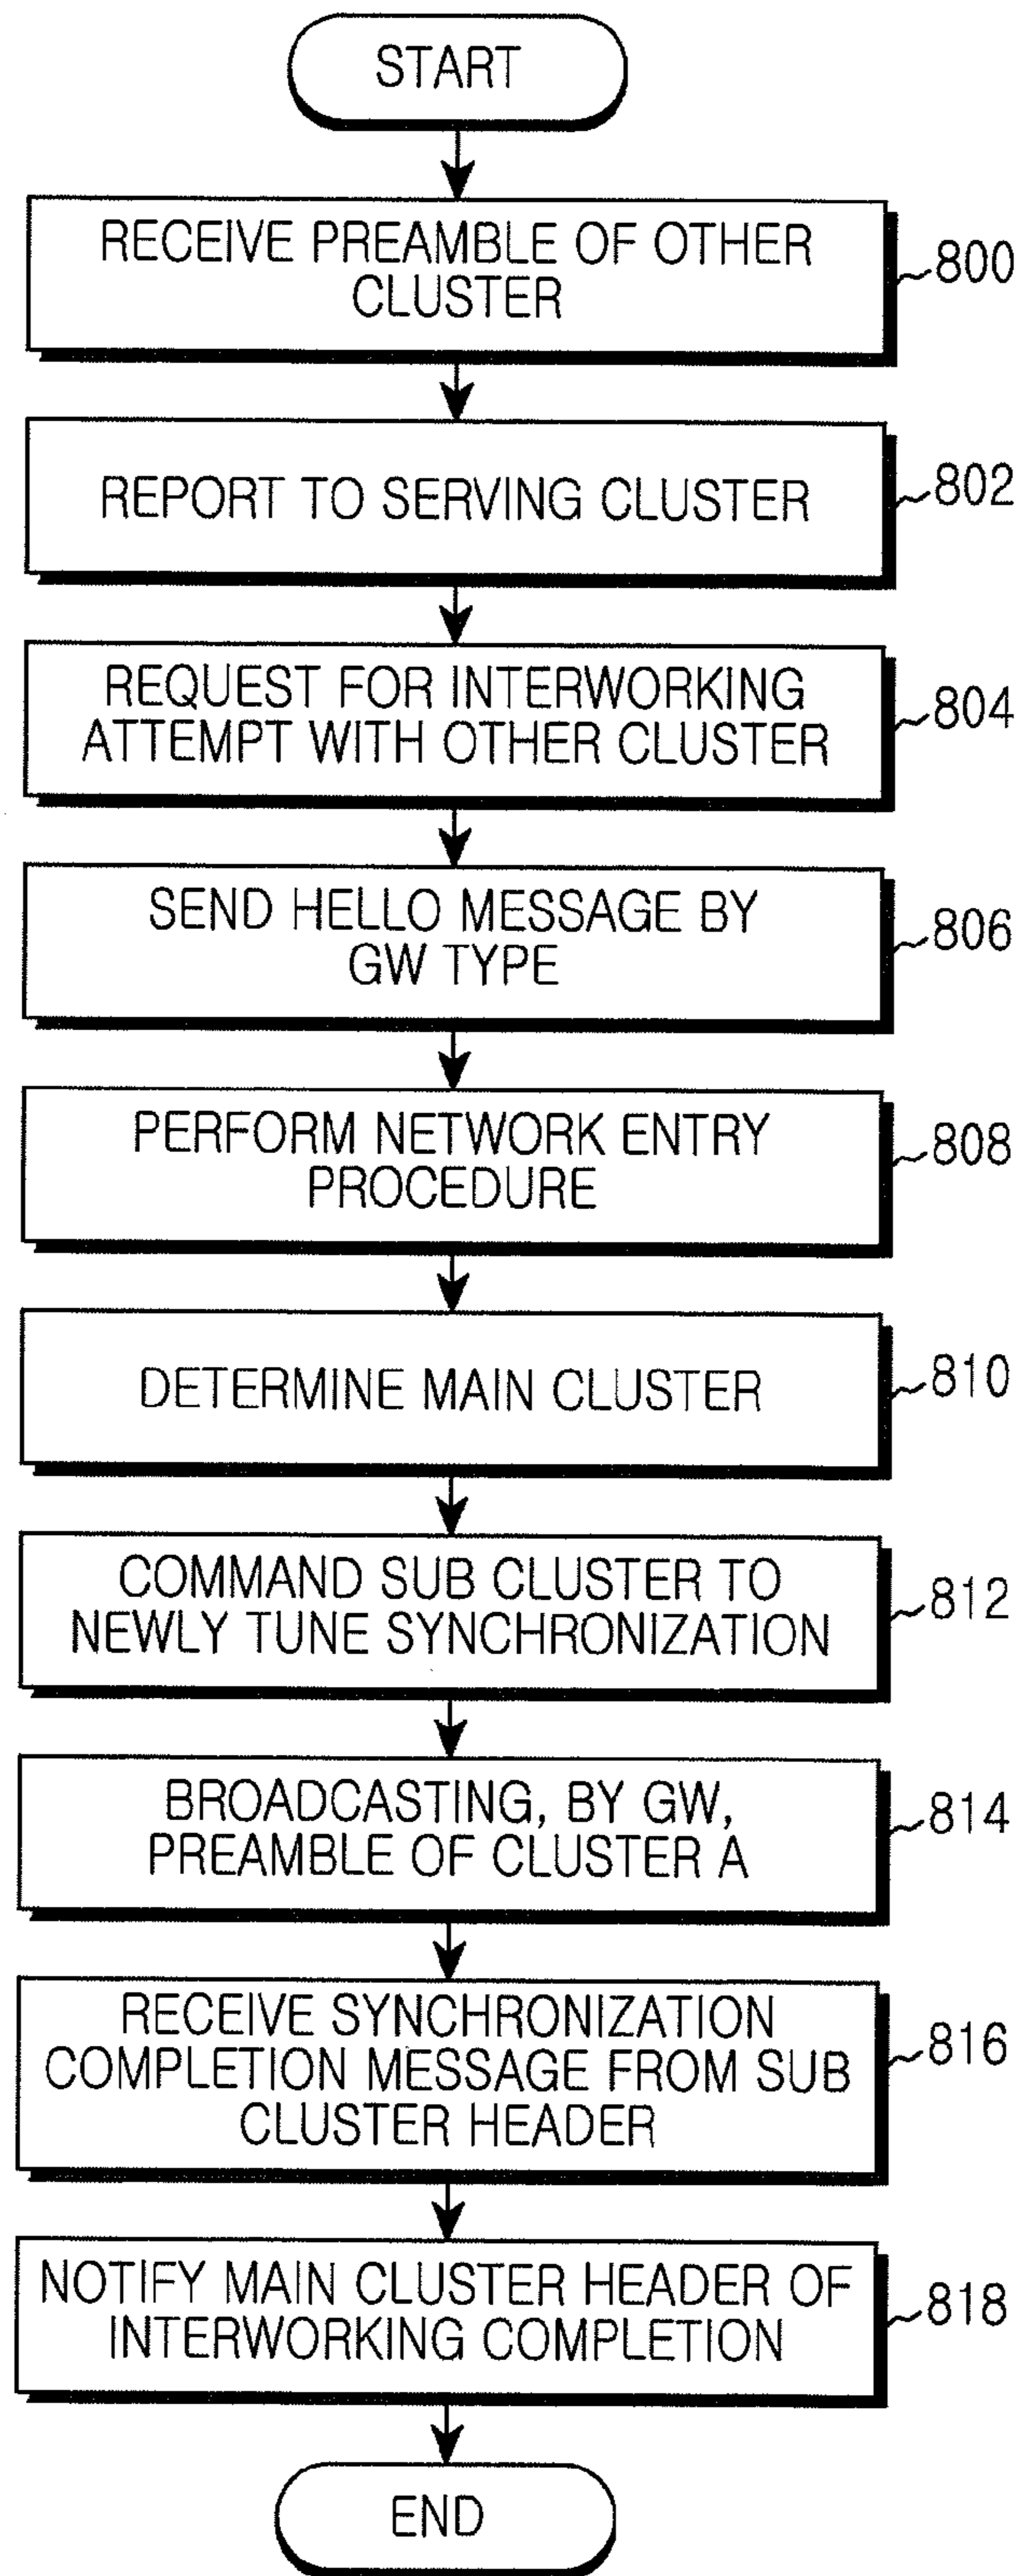 START
RECEIVE PREAMBLE OF OTHER
CLUSTER
800
REPORT TO SERVING CLUSTER
802
REQUEST FOR INTERWORKING
ATTEMPT WITH OTHER CLUSTER
804
SEND HELLO MESSAGE BY
GW TYPE
806
PERFORM NETWORK ENTRY
PROCEDURE
808
DETERMINE MAIN CLUSTER
810
COMMAND SUB CLUSTER TO
NEWLY TUNE SYNCHRONIZATION
812
BROADCASTING, BY GW,
PREAMBLE OF CLUSTER A
814
RECEIVE SYNCHRONIZATION
COMPLETION MESSAGE FROM SUB
CLUSTER HEADER
816
NOTIFY MAIN CLUSTER HEADER OF
INTERWORKING COMPLETION
818
END